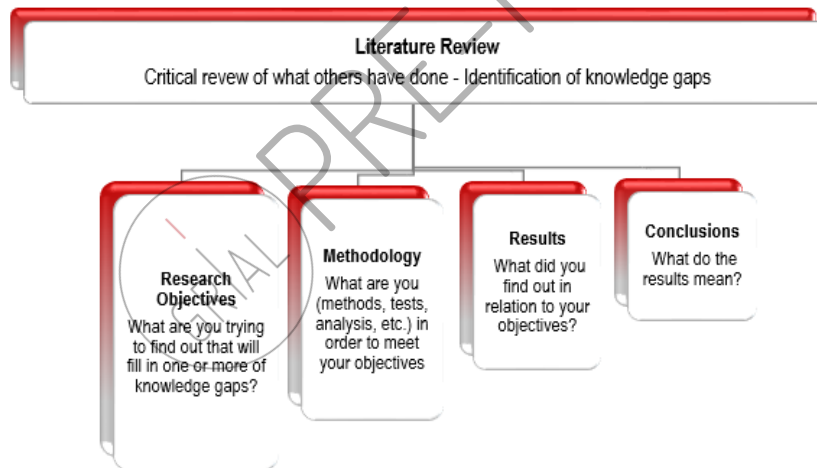 Literature Review
Critical revew of what others have done - Identification of knowledge gaps
Research
Objectives
What are you trying
to find out that will
fill in one or more of
knowledge gaps?
Methodology
What are you
(methods, tests,
analysis, etc.) in
order to meet
your objectives
Results
What did you
find out in
relation to your
objectives?
Conclusions
What do the
results mean?
GRIAL
PRE-